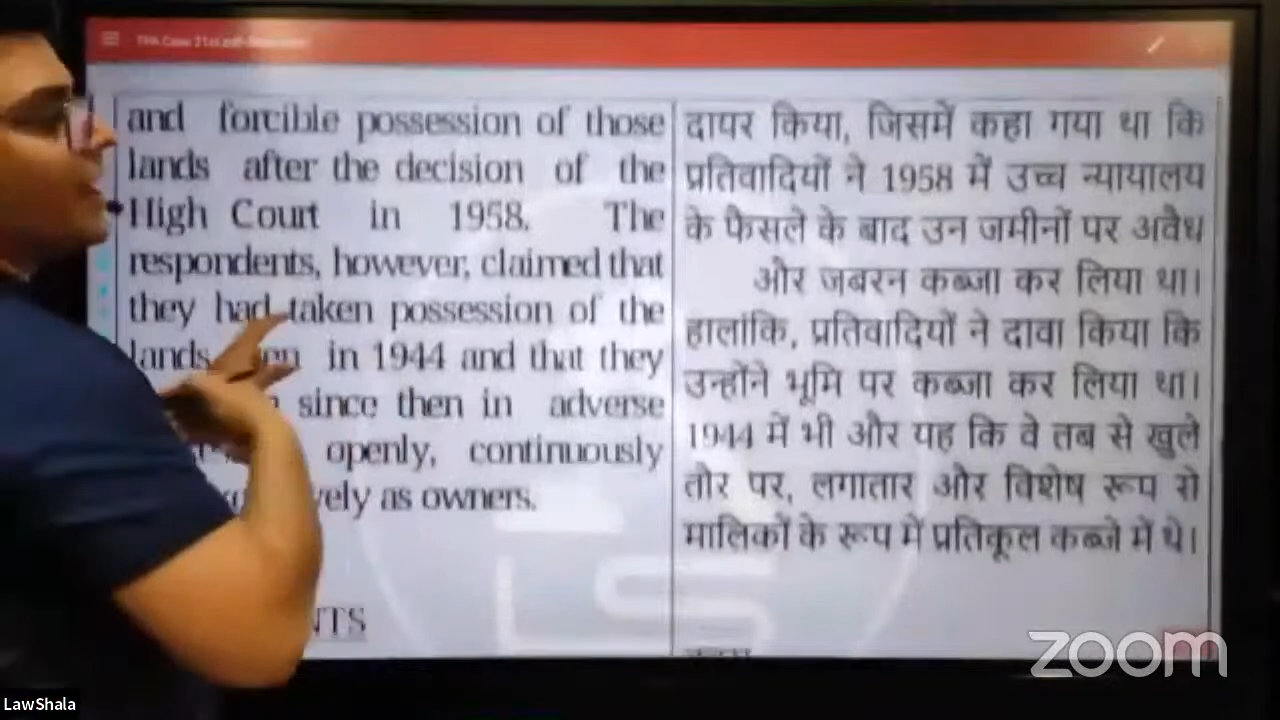 and forcible possession of those
lands after the decision of the
High Court in 1958. The
respondents, however, claimed that
they had taken possession of the
lands in 1944 and that they
since then in adverse
openly, continuously
as owners.
दायर किया, जिसमें कहा गया था कि
प्रतिवादियों ने 1958 में उच्च न्यायालय
के फैसले के बाद उन जमीनों पर अवैध
और जबरन कब्जा कर लिया था।
हालांकि, प्रतिवादियों ने दावा किया कि
उन्होंने भूमि पर कब्जा कर लिया था।
1944 में भी और यह कि वे तब से खुले
तौर पर, लगातार और विशेष रूप से
मालिकों के रूप में प्रतिकूल कब्जे में थे।
zoom
LawShala